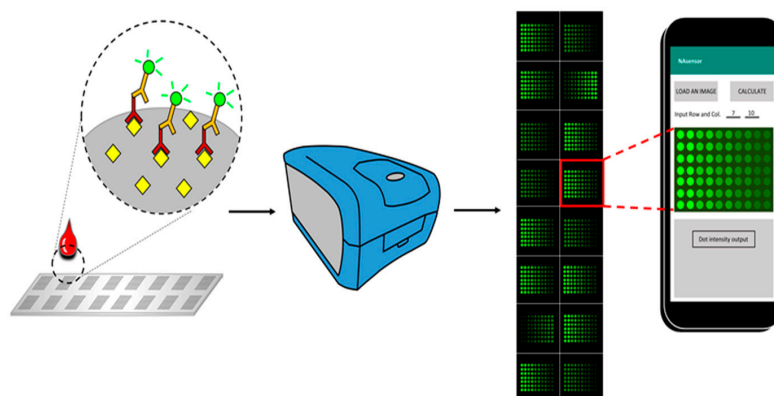 NAsensor
LOAD AN IMAGE CALCULATE
Input Row and Col. 7 10
Dot intensity output